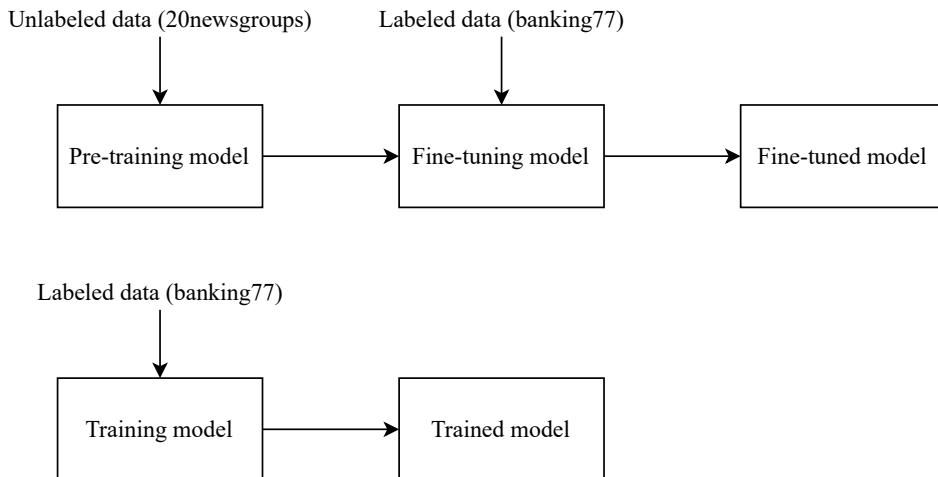 Unlabeled data (20newsgroups)
Labeled data (banking77)
Pre-training model
Fine-tuning model
Fine-tuned model
Labeled data (banking77)
Training model
Trained model